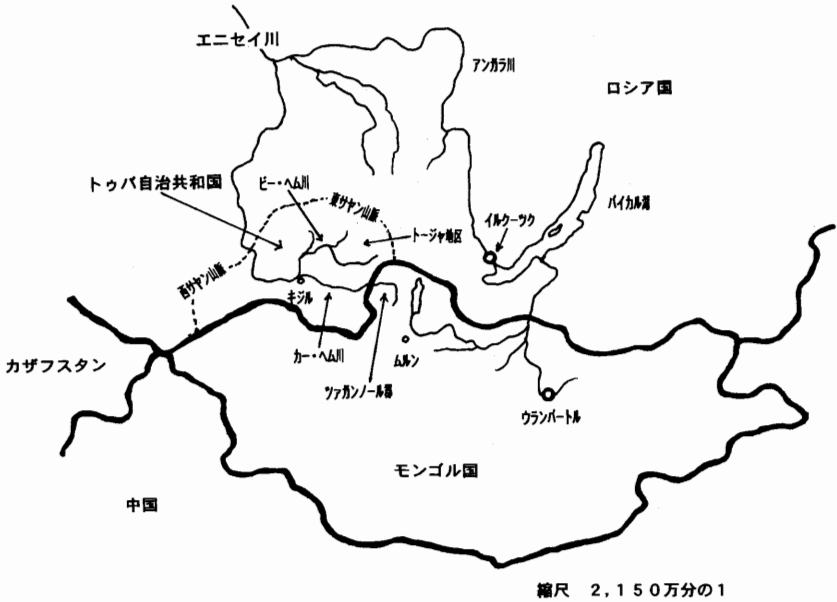 エニセイ川
アンガラ川
ロシア国
トゥバ自治共和国
ビー・ヘム川
東サヤン山脈
トージャ地区
イルクーツク
バイカル湖
西サヤン山脈
キジル
カー・ヘム川
ツァガンノール郡
ムルン
カザフスタン
ウランバートル
モンゴル国
中国
縮尺 2,150万分の1